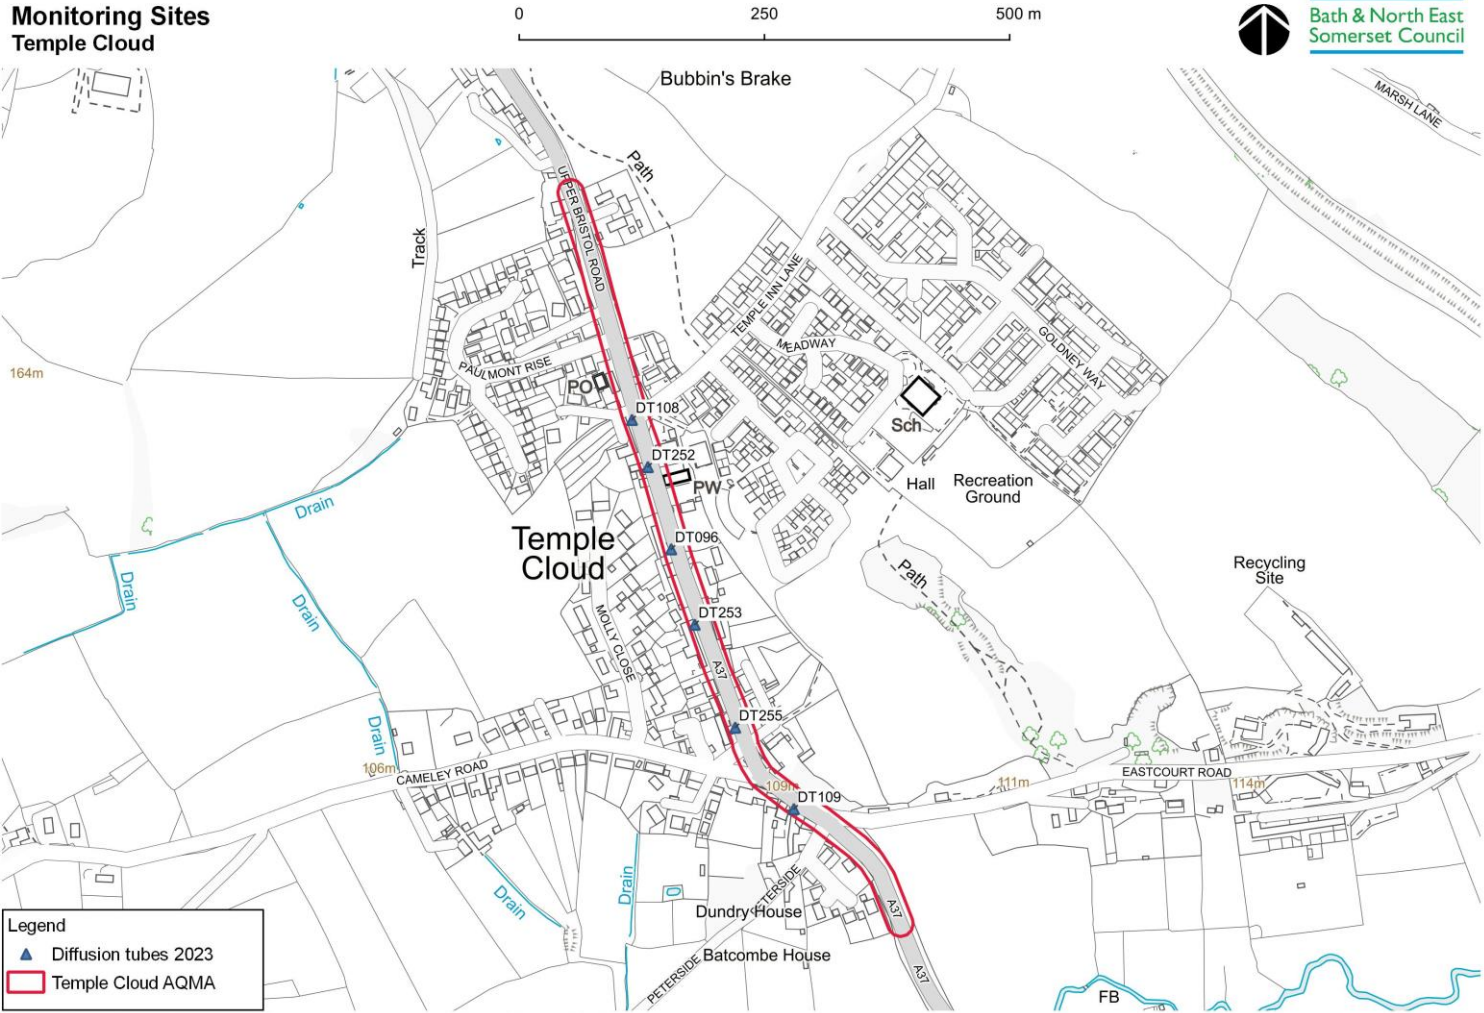 Monitoring Sites
Temple Cloud
0 250 500 m
Bath & North East
Somerset Council
Bubbin's Brake
MARSH LANE
Path
UPPER BRISTOL ROAD
Track
TEMPLE INN LANE
MEADWAY
GOLDNEY WAY
164m
PAULMONT RISE
PO
DT108
Sch
DT252
PW
Hall
Recreation
Ground
Drain
Temple
Cloud
DT096
Path
Recycling
Site
Drain
Drain
DT253
MOLLY CLOSE
A37
DT255
Drain
106m
CAMELEY ROAD
109m
DT109
111m
EASTCOURT ROAD
114m
Drain
Drain
Dundry House
A37
Batcombe House
PETERSIDE
A37
FB
Legend
Diffusion tubes 2023
Temple Cloud AQMA